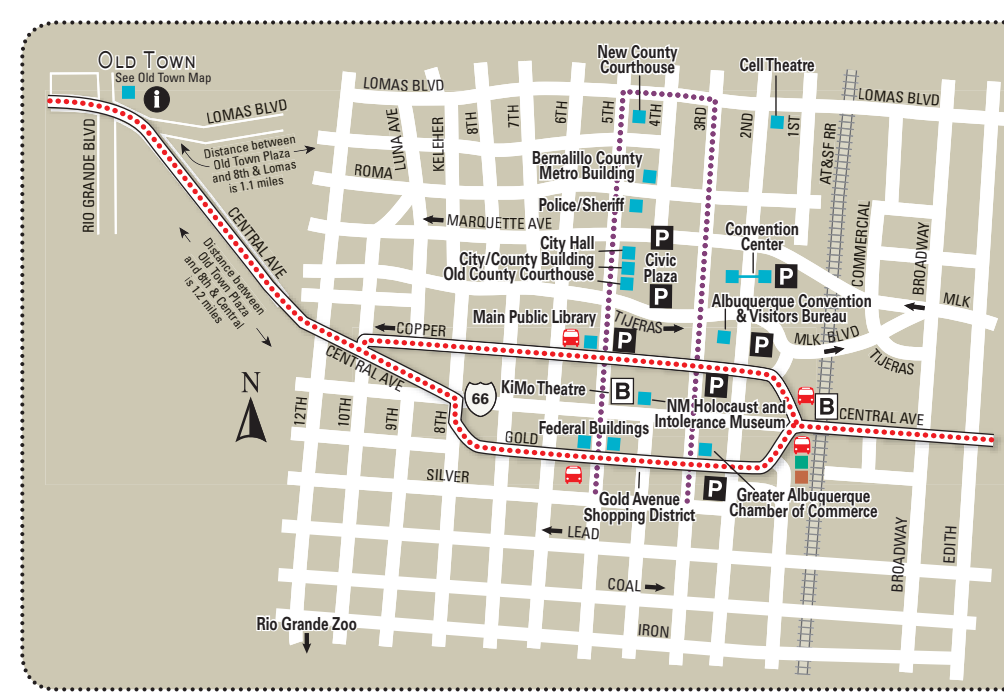 OLD TOWN
See Old Town Map
i
LOMAS BLVD
Distance between
Old Town Plaza
and 8th & Lomas
is 1.1 miles
RIO GRANDE BLVD
CENTRAL AVE
Distance between
Old Town Plaza
and 8th & Central
is 1.2 miles
New County
Courthouse
Cell Theatre
LOMAS BLVD
LOMAS BLVD
LUNA AVE
KELEHER
8TH
7TH
6TH
5TH
4TH
3RD
2ND
1ST
AT&SF RR
ROMA
Bernalillo County
Metro Building
Police/Sheriff
MARQUETTE AVE
City Hall
City/County Building
Old County Courthouse
P
Civic
Plaza
P
Convention
Center
P
COMMERCIAL
BROADWAY
MLK
Albuquerque Convention
& Visitors Bureau
Main Public Library
TIJERAS
MLK BLVD
TIJERAS
COPPER
P
P
CENTRAL AVE
N
66
KiMo Theatre
B
P
NM Holocaust and
Intolerance Museum
B
CENTRAL AVE
12TH
10TH
9TH
8TH
GOLD
Federal Buildings
SILVER
P
Gold Avenue
Shopping District
Greater Albuquerque
Chamber of Commerce
LEAD
BROADWAY
EDITH
COAL
Rio Grande Zoo
IRON